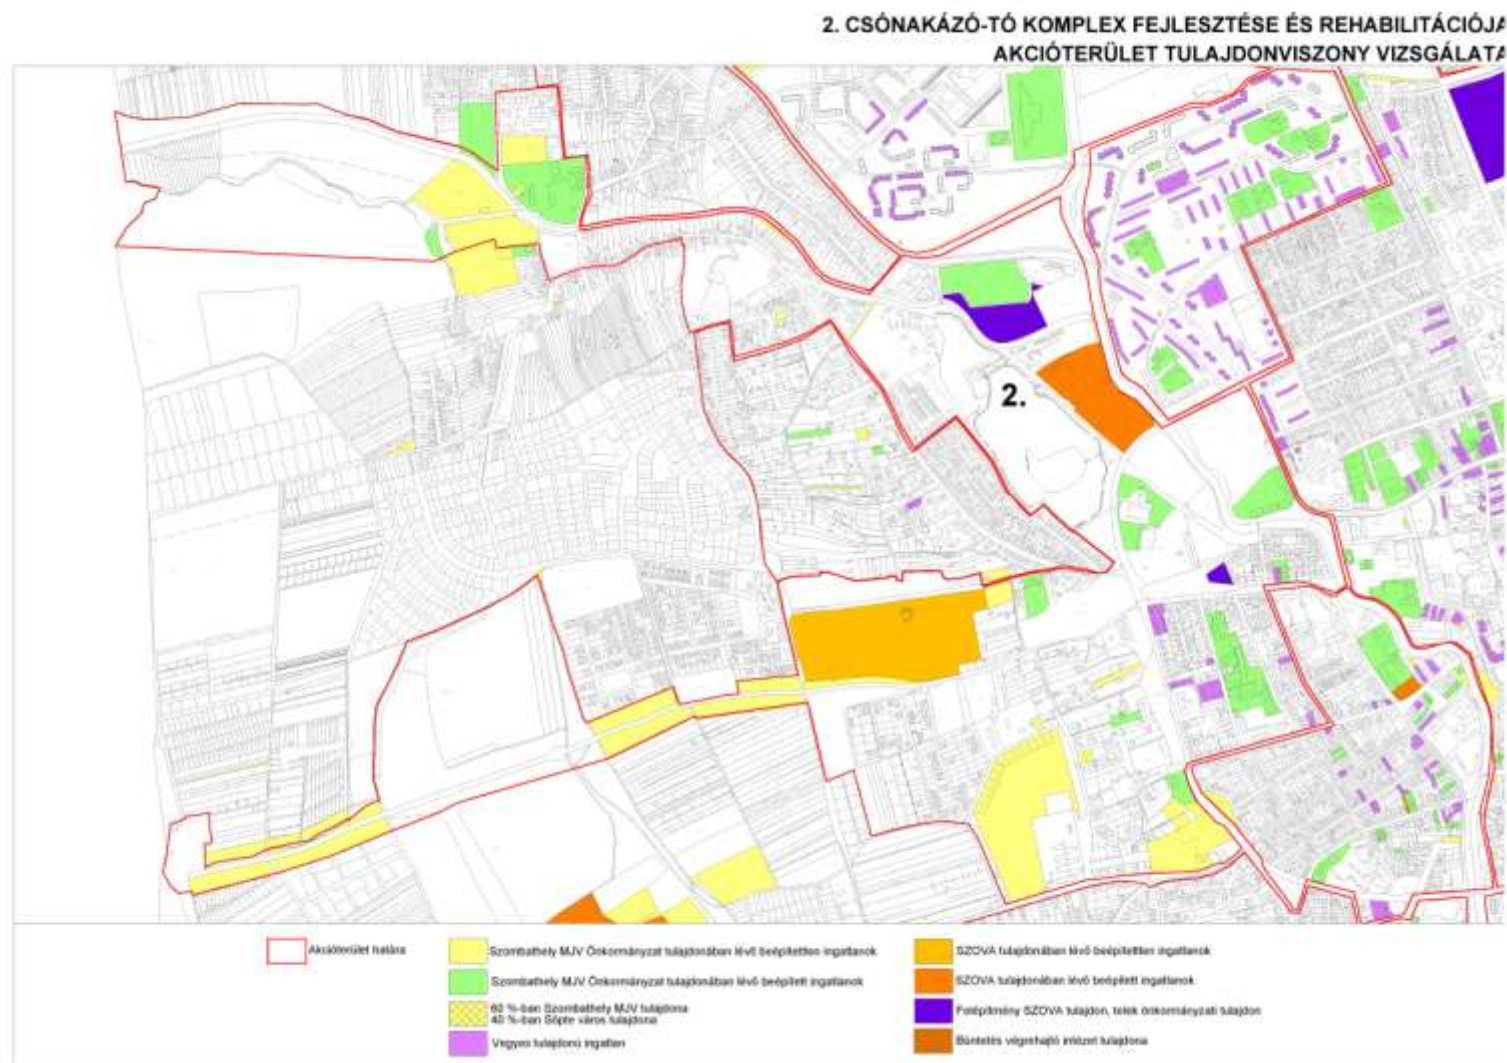 2. CSÓNAKÁZÓ-TÓ KOMPLEX FEJLESZTÉSE ÉS REHABILITÁCIÓJA
AKCIÓTERÜLET TULAJDONVISZONY VIZSGÁLATA
2.
Akcióterület határa
Szombathely MJV Önkormányzat tulajdonában lévő beépítetlen ingatlanok
Szombathely MJV Önkormányzat tulajdonában lévő beépített ingatlanok
60 %-ban Szombathely MJV tulajdona
40 %-ban Söpte város tulajdona
Vegyes tulajdonú ingatlan
SZOVA tulajdonában lévő beépítetlen ingatlanok
SZOVA tulajdonában lévő beépített ingatlanok
Felépítmény SZOVA tulajdon, telek önkormányzati tulajdon
Büntetés végrehajtó intézet tulajdona